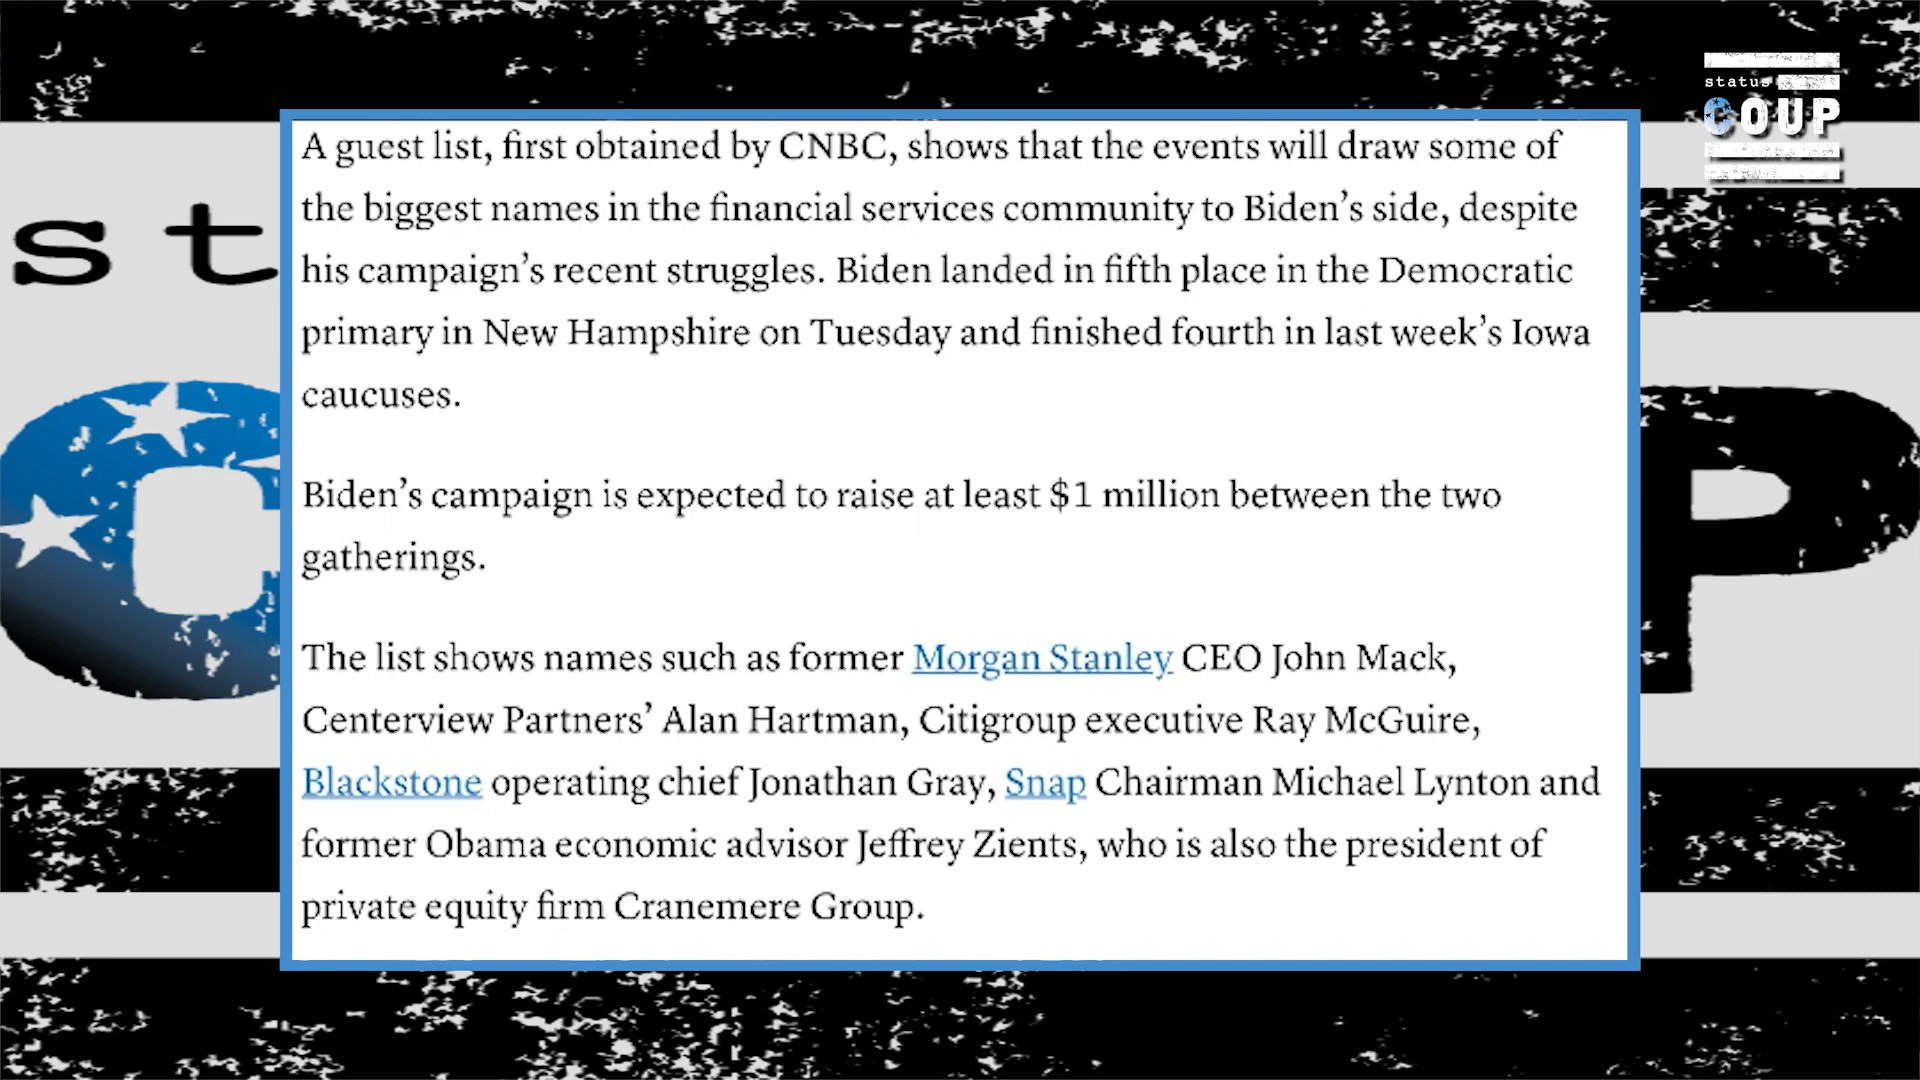 status
COUP
A guest list, first obtained by CNBC, shows that the events will draw some of
the biggest names in the financial services community to Biden’s side, despite
his campaign’s recent struggles. Biden landed in fifth place in the Democratic
primary in New Hampshire on Tuesday and finished fourth in last week’s Iowa
caucuses.
Biden’s campaign is expected to raise at least $1 million between the two
gatherings.
The list shows names such as former Morgan Stanley CEO John Mack,
Centerview Partners’ Alan Hartman, Citigroup executive Ray McGuire,
Blackstone operating chief Jonathan Gray, Snap Chairman Michael Lynton and
former Obama economic advisor Jeffrey Zients, who is also the president of
private equity firm Cranemere Group.
st
C P